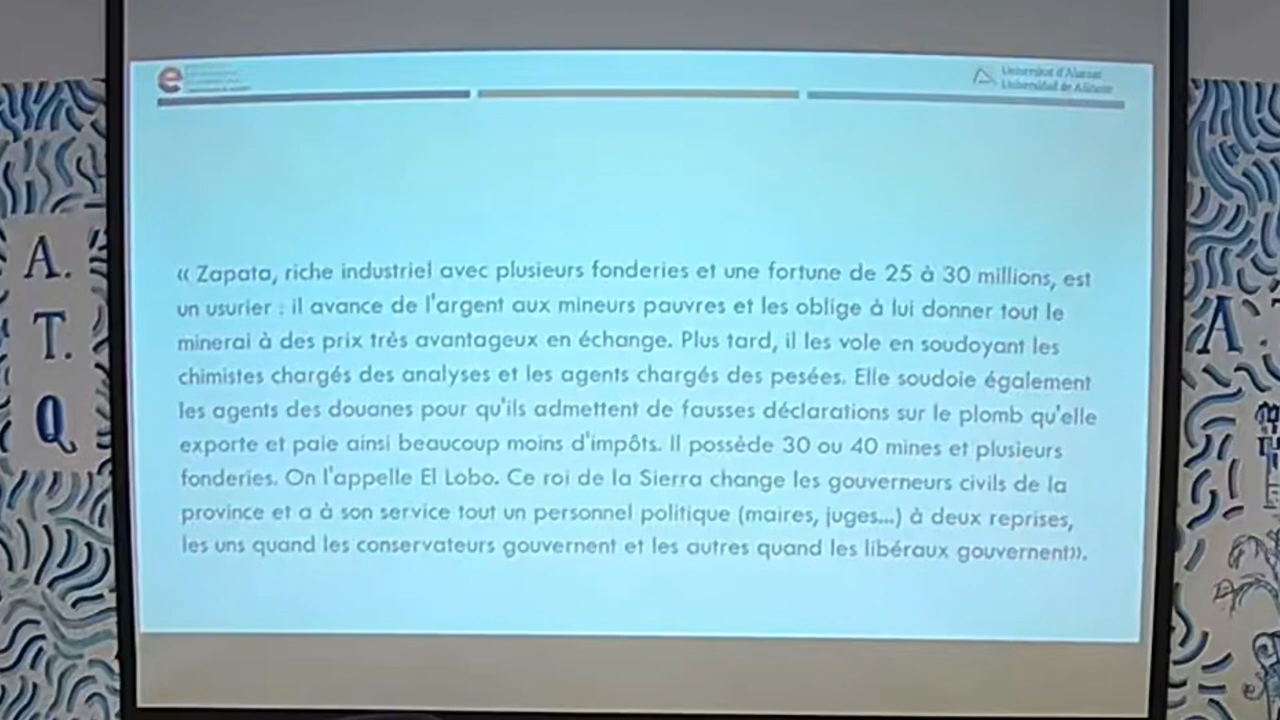 e
Universitat d'Alacant
Universidad de Alicante
« Zapata, riche industriel avec plusieurs fonderies et une fortune de 25 à 30 millions, est
un usurier : il avance de l'argent aux mineurs pauvres et les oblige à lui donner tout le
minerai à des prix très avantageux en échange. Plus tard, il les vole en soudoyant les
chimistes chargés des analyses et les agents chargés des pesées. Elle soudoie également
les agents des douanes pour qu'ils admettent de fausses déclarations sur le plomb qu'elle
exporte et paie ainsi beaucoup moins d'impôts. Il possède 30 ou 40 mines et plusieurs
fonderies. On l'appelle El Lobo. Ce roi de la Sierra change les gouverneurs civils de la
province et a à son service tout un personnel politique (maires, juges...) à deux reprises,
les uns quand les conservateurs gouvernent et les autres quand les libéraux gouvernent».
A.
T.
Q
A.